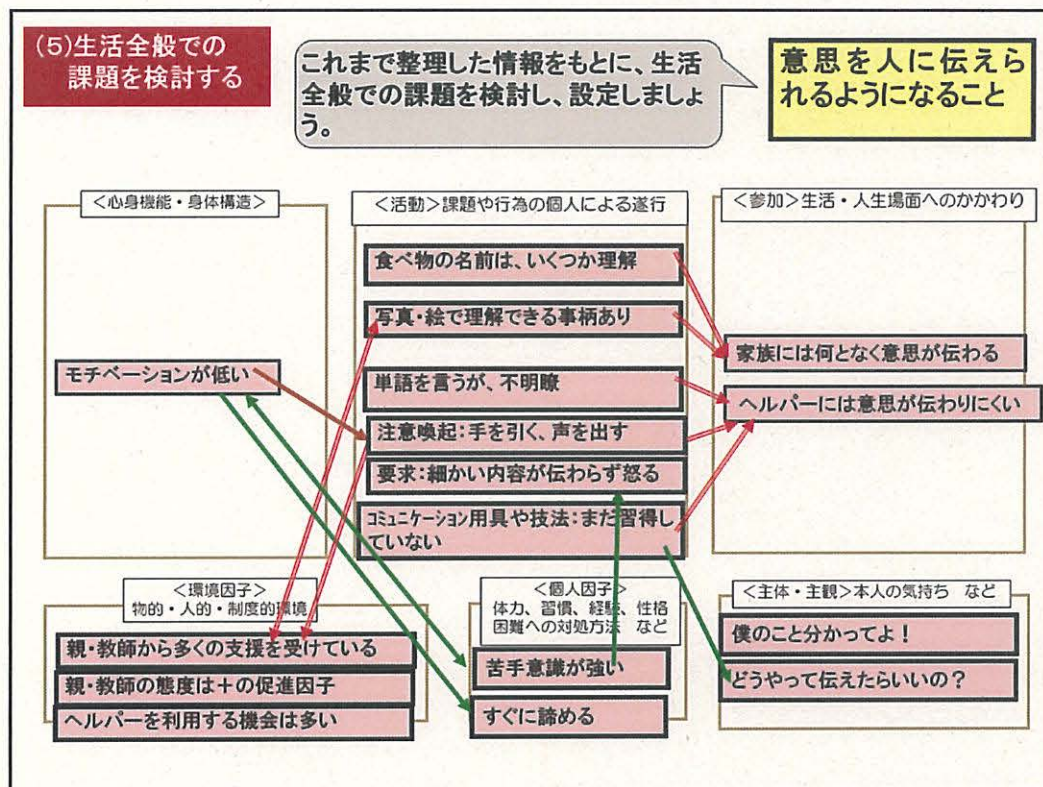 (5)生活全般での
課題を検討する
これまで整理した情報をもとに、生活
全般での課題を検討し、設定しましょ
う。
意思を人に伝えら
れるようになること
＜心身機能・身体構造＞
モチベーションが低い
＜活動＞課題や行為の個人による遂行
食べ物の名前は、いくつか理解
写真・絵で理解できる事柄あり
単語を言うが、不明瞭
注意喚起：手を引く、声を出す
要求：細かい内容が伝わらず怒る
ｺﾐｭﾆｹｰｼｮﾝ用具や技法：まだ習得し
ていない
＜参加＞生活・人生場面へのかかわり
家族には何となく意思が伝わる
ヘルパーには意思が伝わりにくい
＜環境因子＞
物的・人的・制度的環境
親・教師から多くの支援を受けている
親・教師の態度は＋の促進因子
ヘルパーを利用する機会は多い
＜個人因子＞
体力、習慣、経験、性格
困難への対処方法　など
苦手意識が強い
すぐに諦める
＜主体・主観＞本人の気持ち　など
僕のこと分かってよ！
どうやって伝えたらいいの？